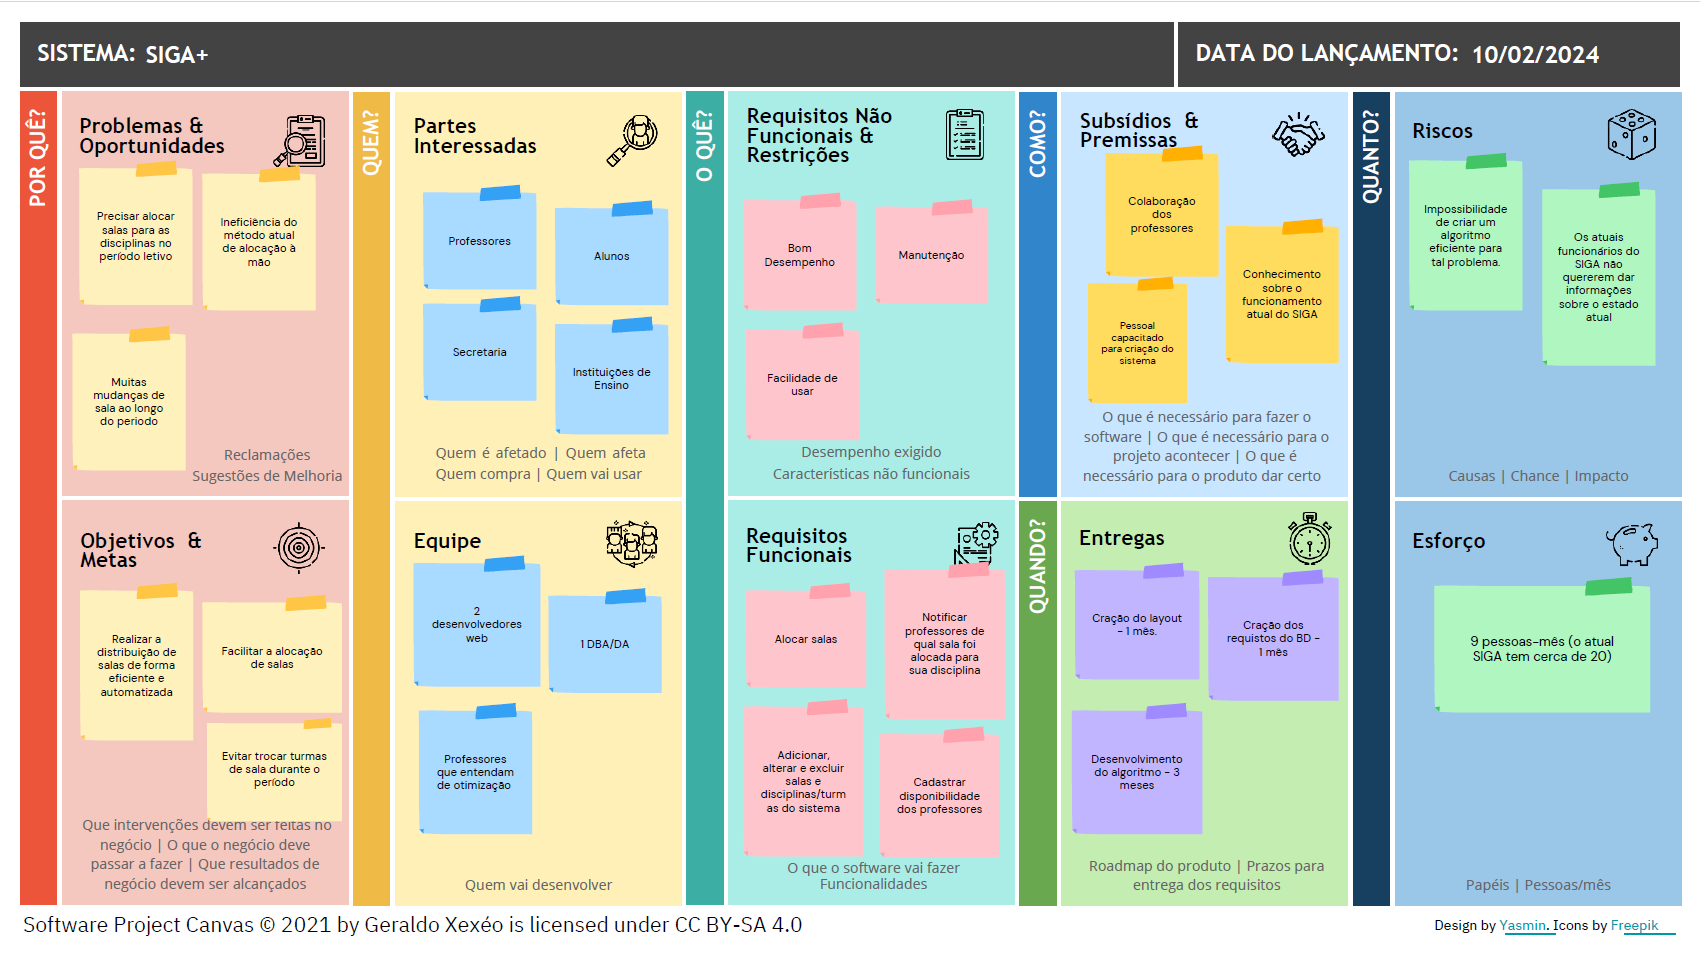 SISTEMA: SIGA+
DATA DO LANÇAMENTO: 10/02/2024
POR QUÊ?
Problemas &
Oportunidades
Precisar alocar
salas para as
disciplinas no
período letivo
Ineficiência do
método atual
de alocação à
mão
Muitas
mudanças de
sala ao longo
do periodo
Reclamações
Sugestões de Melhoria
Objetivos &
Metas
Realizar a
distribuição de
salas de forma
eficiente e
automatizada
Facilitar a alocação
de salas
Evitar trocar turmas
de sala durante o
período
Que intervenções devem ser feitas no
negócio | O que o negócio deve
passar a fazer | Que resultados de
negócio devem ser alcançados
QUEM?
Partes
Interessadas
Professores
Alunos
Secretaria
Instituições de
Ensino
Quem é afetado | Quem afeta
Quem compra | Quem vai usar
Equipe
2
desenvolvedores
web
1 DBA/DA
Professores
que entendam
de otimização
Quem vai desenvolver
O QUÊ?
Requisitos Não
Funcionais &
Restrições
Bom
Desempenho
Manutenção
Facilidade de
usar
Desempenho exigido
Características não funcionais
Requisitos
Funcionais
Alocar salas
Notificar
professores de
qual sala foi
alocada para
sua disciplina
Adicionar,
alterar e excluir
salas e
disciplinas/turm
as do sistema
Cadastrar
disponibilidade
dos professores
O que o software vai fazer
Funcionalidades
COMO?
Subsídios &
Premissas
Colaboração
dos
professores
Conhecimento
sobre o
funcionamento
atual do SIGA
Pessoal
capacitado
para criação do
sistema
O que é necessário para fazer o
software | O que é necessário para o
projeto acontecer | O que é
necessário para o produto dar certo
QUANDO?
Entregas
Criação do layout
- 1 mês.
Criação dos
requistos do BD -
1 mês
Desenvolvimento
do algoritmo - 3
meses
Roadmap do produto | Prazos para
entrega dos requisitos
QUANTO?
Riscos
Impossibilidade
de criar um
algoritmo
eficiente para
tal problema.
Os atuais
funcionários do
SIGA não
quererem dar
informações
sobre o estado
atual
Causas | Chance | Impacto
Esforço
9 pessoas-mês (o atual
SIGA tem cerca de 20)
Papéis | Pessoas/mês
Software Project Canvas © 2021 by Geraldo Xexéo is licensed under CC BY-SA 4.0
Design by Yasmin. Icons by Freepik